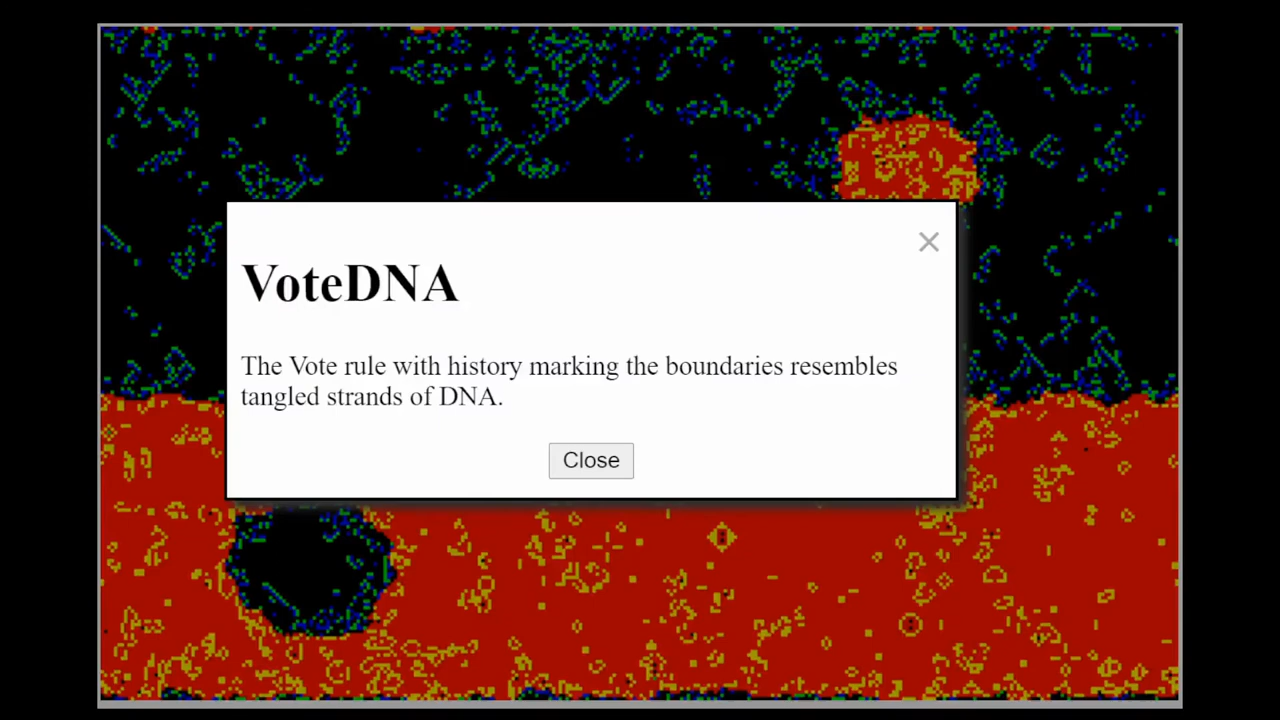 VoteDNA
The Vote rule with history marking the boundaries resembles
tangled strands of DNA.
Close